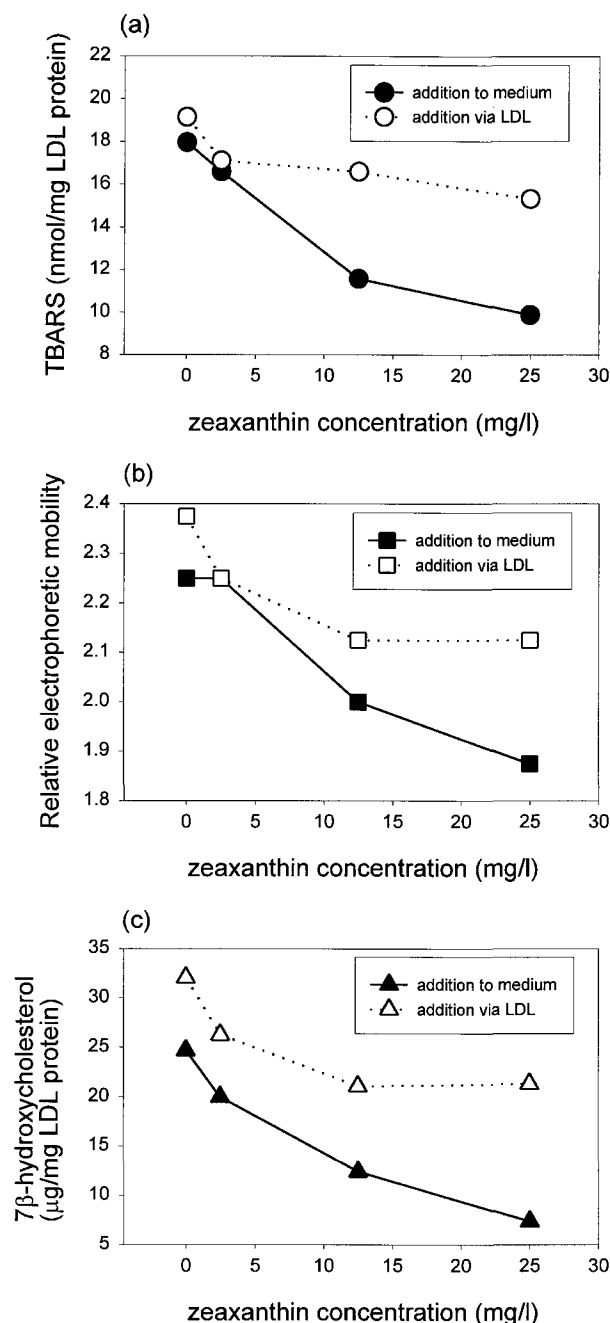 (a)
22
20
18
16
14
12
10
8
TBARS (nmol/mg LDL protein)
addition to medium
addition via LDL
0 5 10 15 20 25 30
zeaxanthin concentration (mg/l)
(b)
2.4
2.3
2.2
2.1
2.0
1.9
1.8
Relative electrophoretic mobility
addition to medium
addition via LDL
0 5 10 15 20 25 30
zeaxanthin concentration (mg/l)
(c)
35
30
25
20
15
10
5
7β-hydroxycholesterol
(µg/mg LDL protein)
addition to medium
addition via LDL
0 5 10 15 20 25 30
zeaxanthin concentration (mg/l)